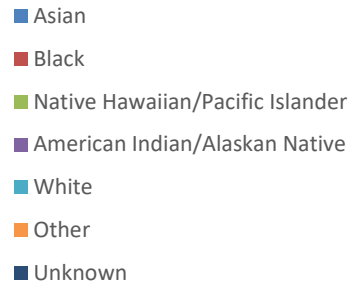 Asian
Black
Native Hawaiian/Pacific Islander
American Indian/Alaskan Native
White
Other
Unknown